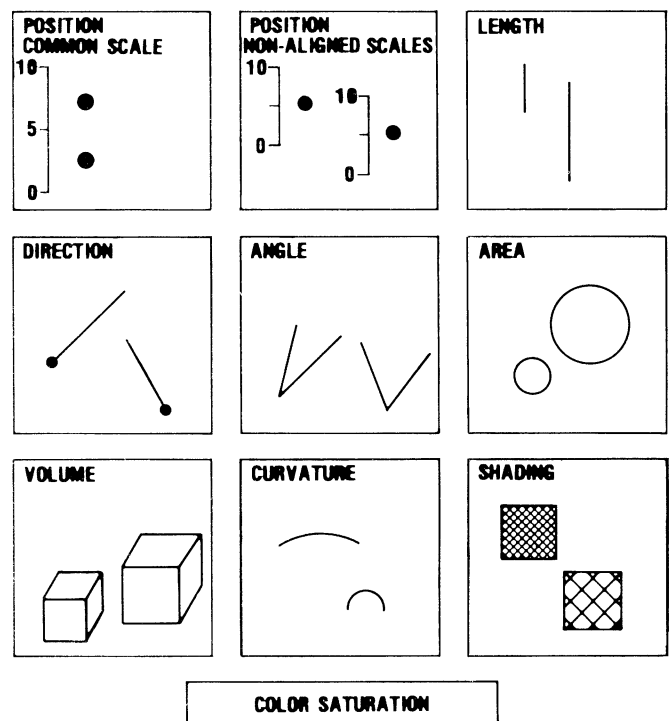 POSITION
COMMON SCALE
10
5
0
POSITION
NON-ALIGNED SCALES
10
0
10
0
LENGTH
DIRECTION
ANGLE
AREA
VOLUME
CURVATURE
SHADING
COLOR SATURATION